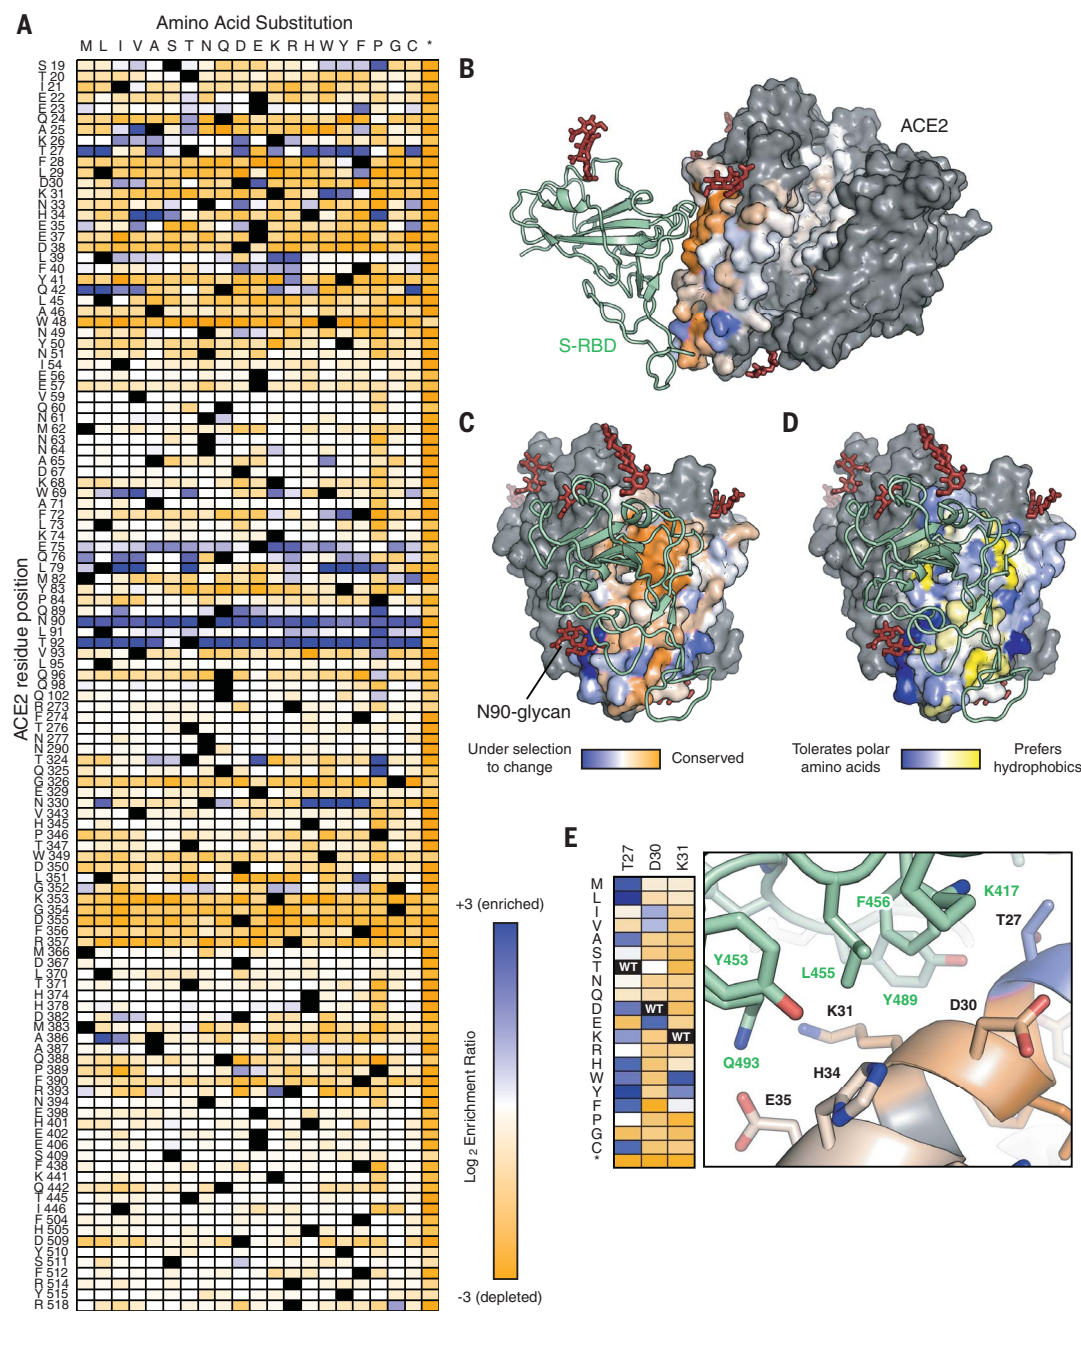 A
Amino Acid Substitution
M L I V A S T N Q D E K R H W Y F P G C *
ACE2 residue position
S 19
T 20
I 21
E 22
E 23
Q 24
A 25
K 26
T 27
F 28
L 29
D30
K 31
N 33
H 34
E 35
E 37
D 38
L 39
F 40
Y 41
Q 42
L 45
A 46
W 48
N 49
Y 50
N 51
I 54
E 56
E 57
V 59
Q 60
N 61
M 62
N 63
N 64
A 65
D 67
K 68
W 69
A 71
F 72
L 73
K 74
E 75
Q 76
L 79
M 82
Y 83
P 84
Q 89
N 90
L 91
T 92
V 93
L 95
Q 96
Q 98
Q 102
R 273
F 274
T 276
N 277
N 290
T 324
Q 325
G 326
E 329
N 330
V 343
H 345
P 346
T 347
W 349
D 350
L 351
G 352
K 353
G 354
D 355
F 356
R 357
M 366
D 367
L 370
T 371
H 374
H 378
D 382
M 383
A 386
A 387
Q 388
P 389
F 390
R 393
N 394
E 398
H 401
E 402
E 406
S 409
F 438
K 441
Q 442
T 445
I 446
F 504
H 505
D 509
Y 510
S 511
F 512
R 514
Y 515
R 518
+3 (enriched)
Log 2 Enrichment Ratio
-3 (depleted)
B
ACE2
S-RBD
C
N90-glycan
Under selection
to change
Conserved
D
Tolerates polar
amino acids
Prefers
hydrophobics
E
T27 D30 K31
M
L
I
V
A
S
T WT
N
Q
D WT
E
K WT
R
H
W
Y
F
P
G
C
*
F456
K417
T27
Y453
L455
Y489
D30
K31
Q493
H34
E35